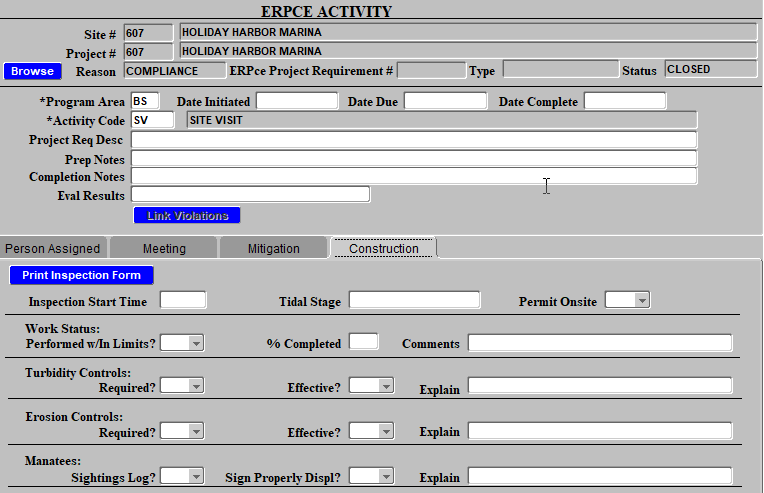 ERPCE ACTIVITY
Site # 607 HOLIDAY HARBOR MARINA
Project # 607 HOLIDAY HARBOR MARINA
Browse Reason COMPLIANCE ERPce Project Requirement # Type Status CLOSED
*Program Area BS Date Initiated Date Due Date Complete
*Activity Code SV SITE VISIT
Project Req Desc
Prep Notes
Completion Notes
Eval Results
Link Violations
Person Assigned Meeting Mitigation Construction
Print Inspection Form
Inspection Start Time Tidal Stage Permit Onsite
Work Status:
Performed w/In Limits? % Completed Comments
Turbidity Controls:
Required? Effective? Explain
Erosion Controls:
Required? Effective? Explain
Manatees:
Sightings Log? Sign Properly Displ? Explain